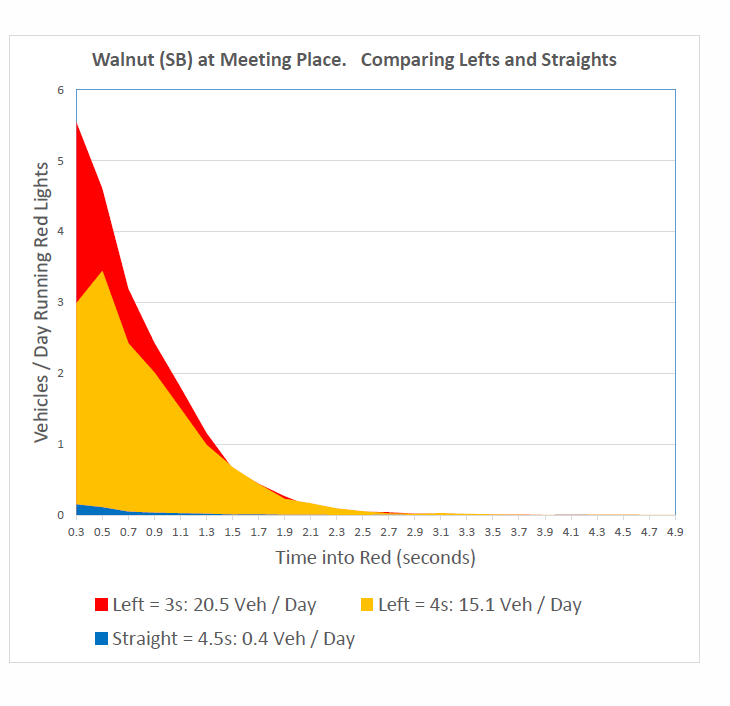 Walnut (SB) at Meeting Place.   Comparing Lefts and Straights
Vehicles / Day Running Red Lights
6
5
4
3
2
1
0
0.3 0.5 0.7 0.9 1.1 1.3 1.5 1.7 1.9 2.1 2.3 2.5 2.7 2.9 3.1 3.3 3.5 3.7 3.9 4.1 4.3 4.5 4.7 4.9
Time into Red (seconds)
Left = 3s: 20.5 Veh / Day   Left = 4s: 15.1 Veh / Day
Straight = 4.5s: 0.4 Veh / Day